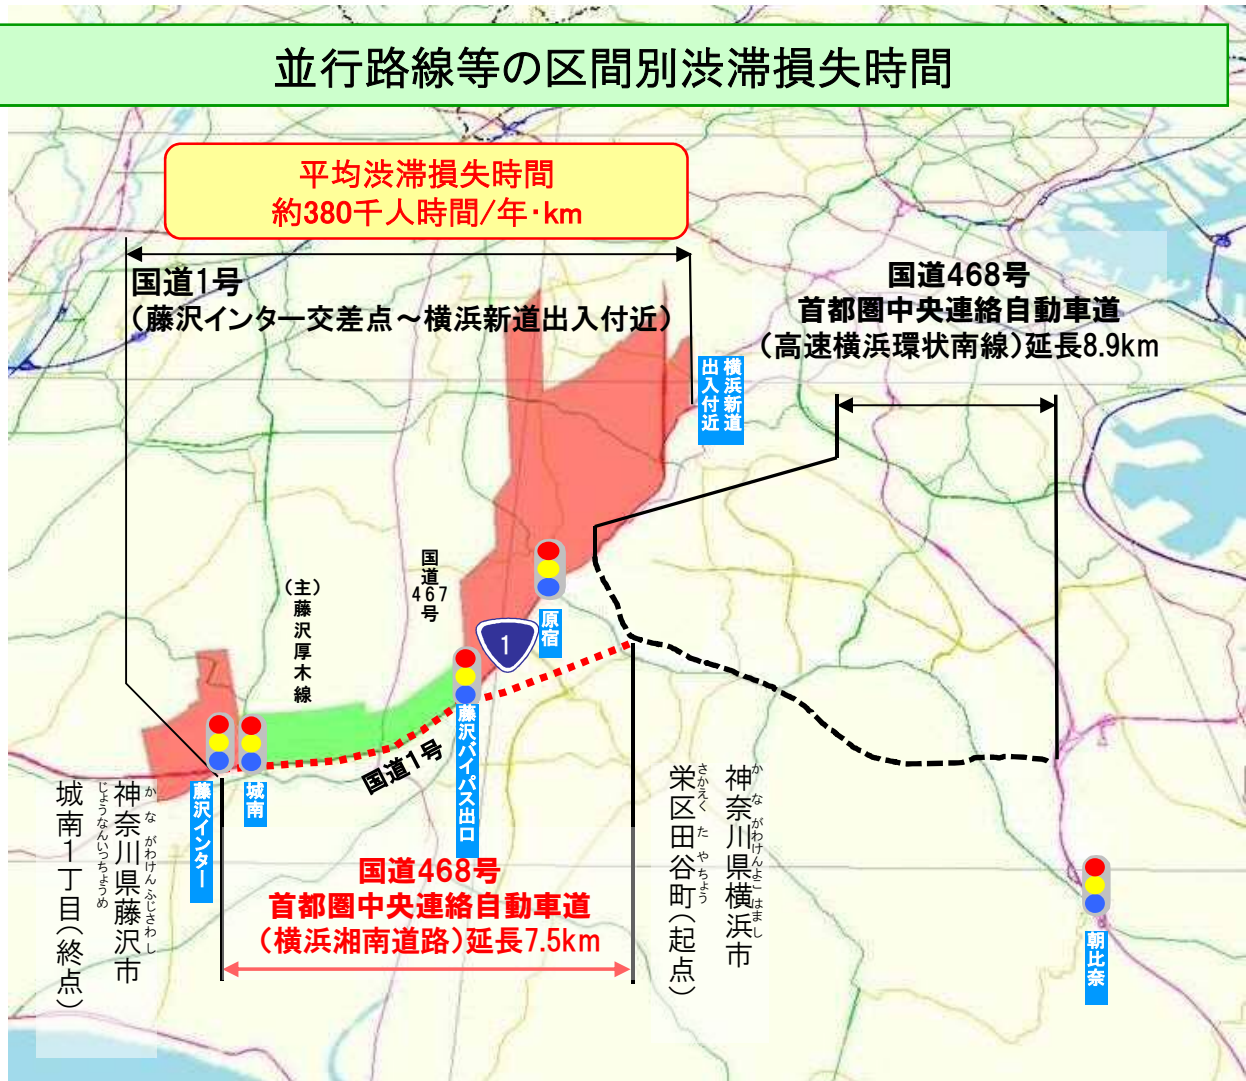 並行路線等の区間別渋滞損失時間
平均渋滞損失時間
約380千人時間/年・km
国道1号
（藤沢インター交差点～横浜新道出入付近）
国道468号
首都圏中央連絡自動車道
（高速横浜環状南線）延長8.9km
横浜新道
出入付近
国道467号
（主）藤沢厚木線
原宿
1
藤沢バイパス出口
国道1号
城南
藤沢インター
神奈川県藤沢市
かながわけんふじさわし
城南1丁目（終点）
じょうなんいっちょうめ
国道468号
首都圏中央連絡自動車道
（横浜湘南道路）延長7.5km
神奈川県横浜市
かながわけんよこはまし
栄区田谷町（起点）
さかえくたやちょう
朝比奈